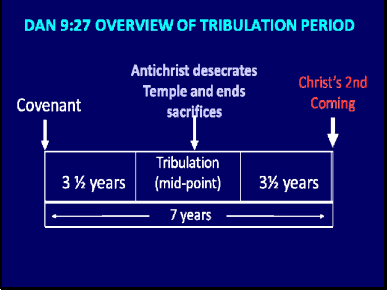 DAN 9:27 OVERVIEW OF TRIBULATION PERIOD
Antichrist desecrates
Temple and ends
sacrifices
Christ's 2nd
Coming
Covenant
3 ½ years
Tribulation
(mid-point)
3½ years
7 years